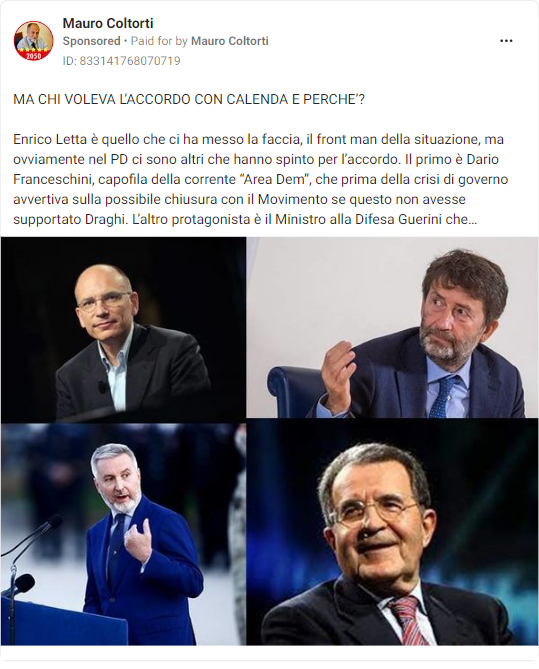 Mauro Coltorti
Sponsored • Paid for by Mauro Coltorti
ID: 833141768070719
2050
MA CHI VOLEVA L'ACCORDO CON CALENDA E PERCHE'?
Enrico Letta è quello che ci ha messo la faccia, il front man della situazione, ma
ovviamente nel PD ci sono altri che hanno spinto per l'accordo. Il primo è Dario
Franceschini, capofila della corrente “Area Dem”, che prima della crisi di governo
avvertiva sulla possibile chiusura con il Movimento se questo non avesse
supportato Draghi. L'altro protagonista è il Ministro alla Difesa Guerini che...